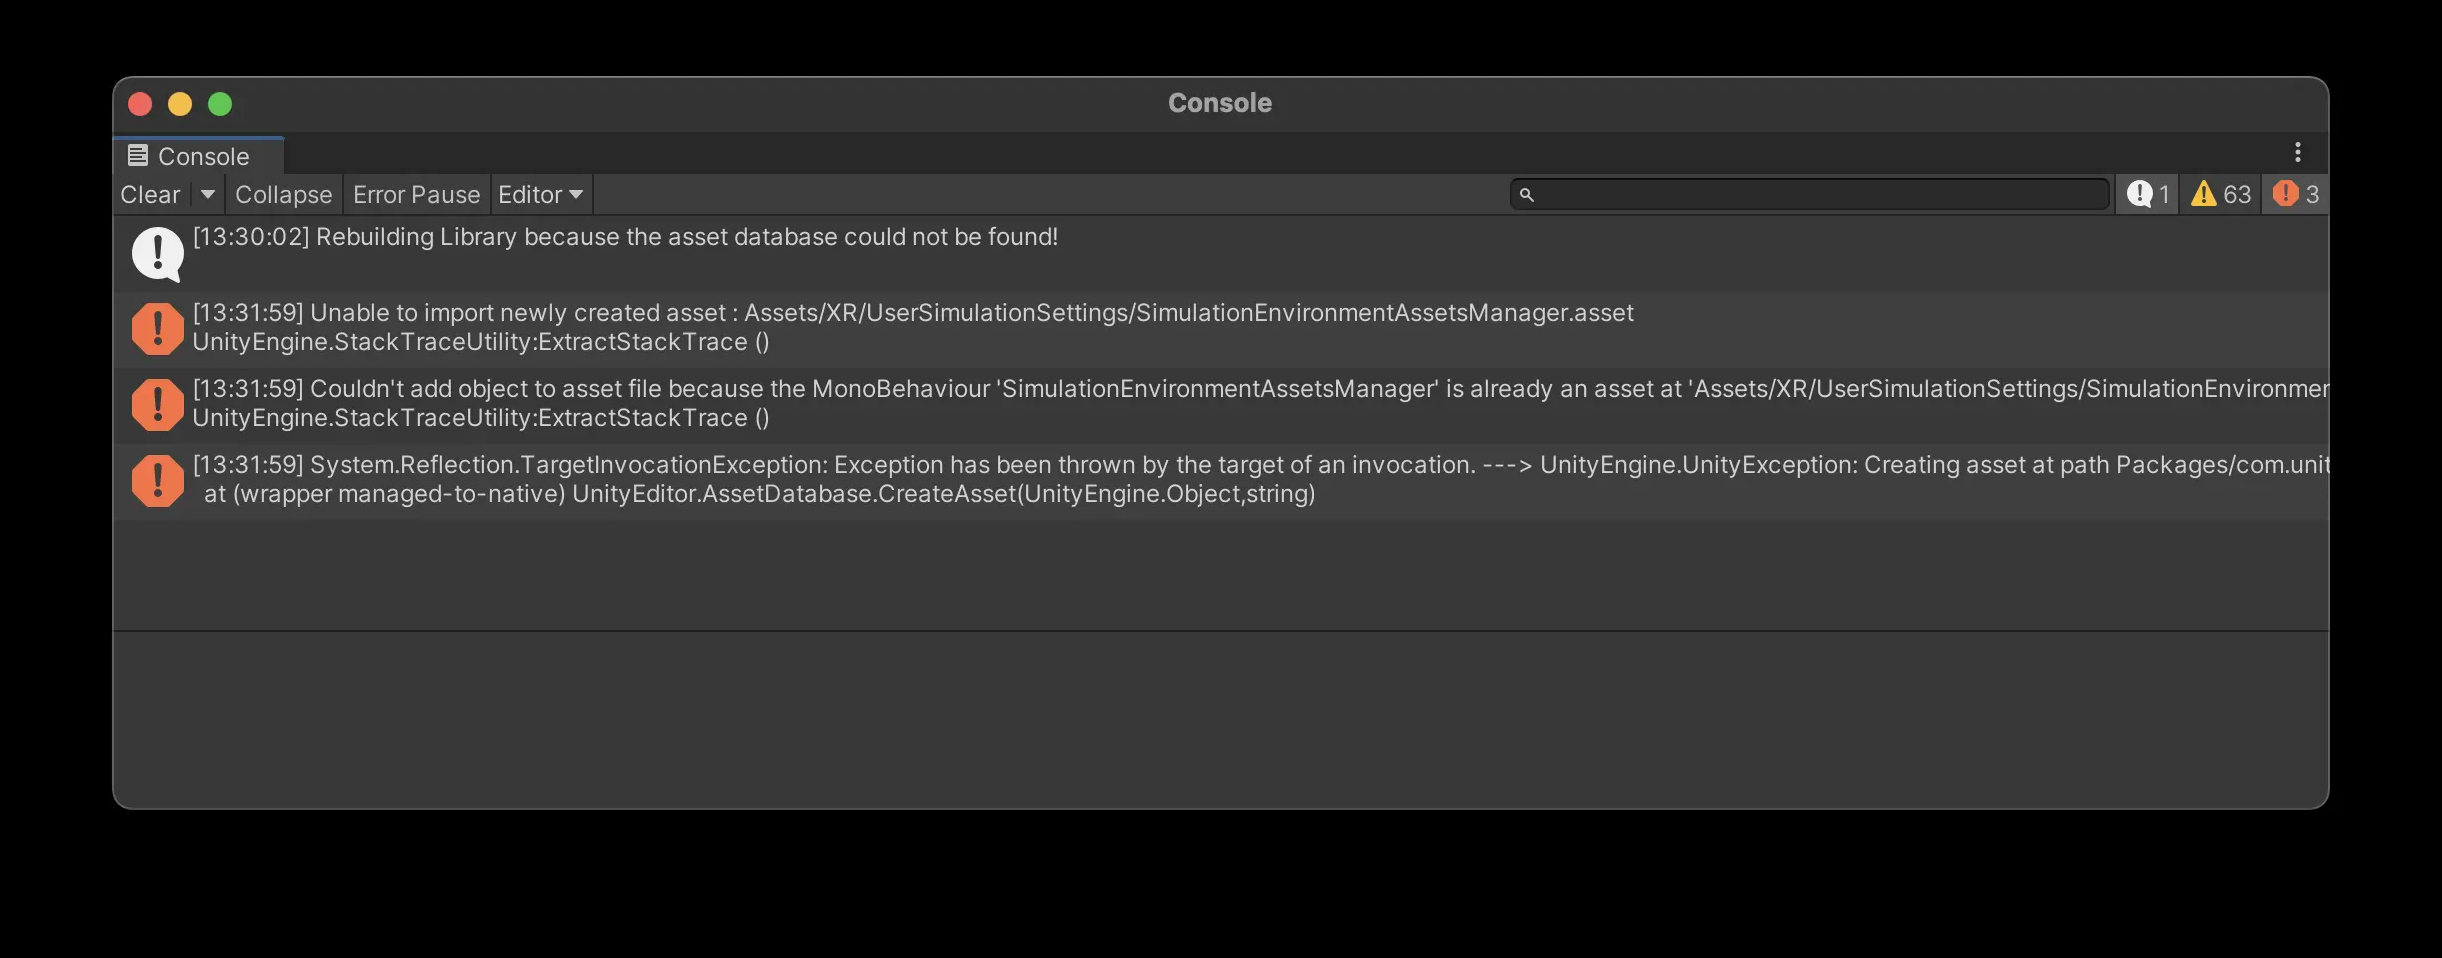 Console
Console
Clear Collapse Error Pause Editor 1 63 3
[13:30:02] Rebuilding Library because the asset database could not be found!
[13:31:59] Unable to import newly created asset : Assets/XR/UserSimulationSettings/SimulationEnvironmentAssetsManager.asset
UnityEngine.StackTraceUtility:ExtractStackTrace ()
[13:31:59] Couldn't add object to asset file because the MonoBehaviour 'SimulationEnvironmentAssetsManager' is already an asset at 'Assets/XR/UserSimulationSettings/SimulationEnvironmen
UnityEngine.StackTraceUtility:ExtractStackTrace ()
[13:31:59] System.Reflection.TargetInvocationException: Exception has been thrown by the target of an invocation. ---> UnityEngine.UnityException: Creating asset at path Packages/com.unit
at (wrapper managed-to-native) UnityEditor.AssetDatabase.CreateAsset(UnityEngine.Object,string)